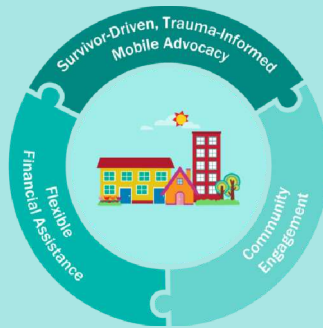 Survivor-Driven, Trauma-Informed
Mobile Advocacy
Flexible
Financial Assistance
Community
Engagement